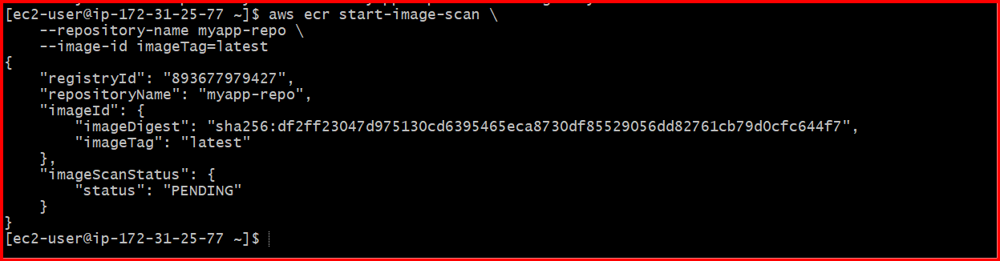 [ec2-user@ip-172-31-25-77 ~]$ aws ecr start-image-scan \
    --repository-name myapp-repo \
    --image-id imageTag=latest
{
    "registryId": "893677979427",
    "repositoryName": "myapp-repo",
    "imageId": {
        "imageDigest": "sha256:df2ff23047d975130cd6395465eca8730df85529056dd82761cb79d0cfc644f7",
        "imageTag": "latest"
    },
    "imageScanStatus": {
        "status": "PENDING"
    }
}
[ec2-user@ip-172-31-25-77 ~]$